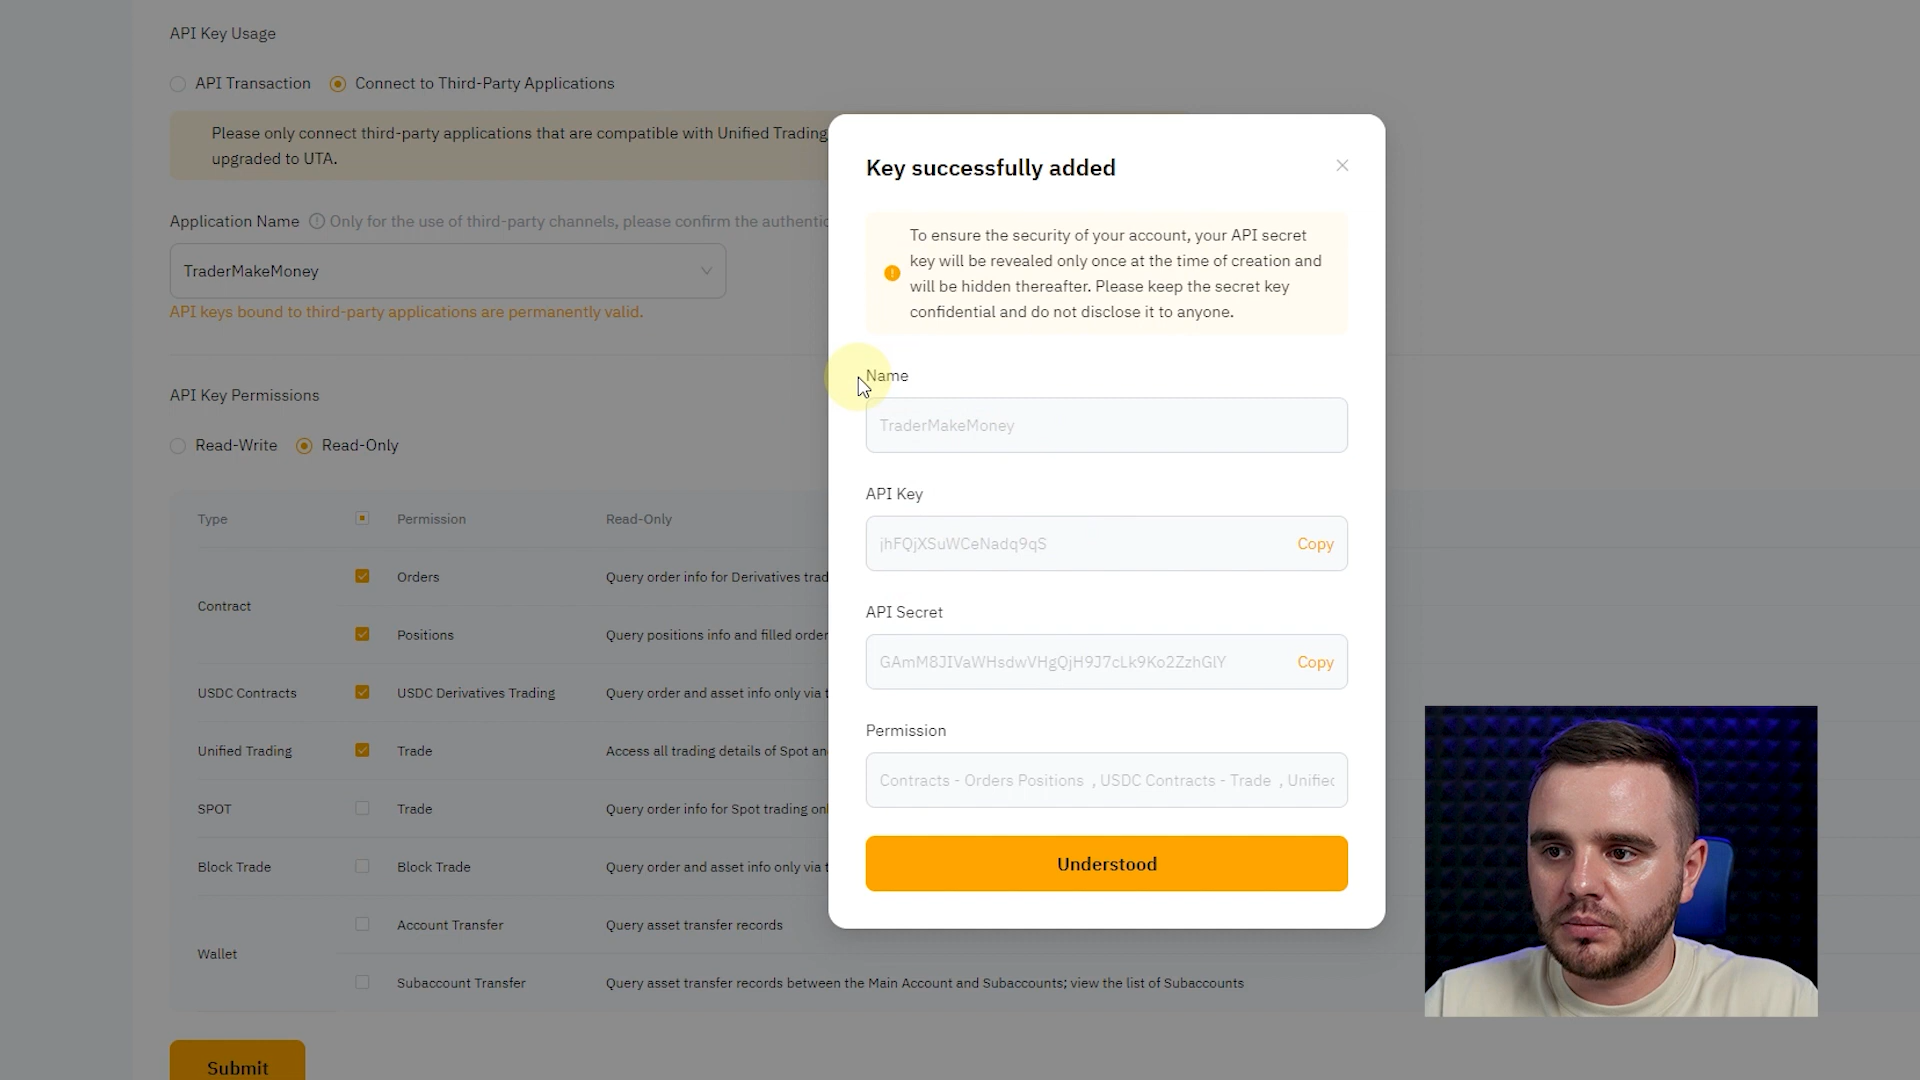 API Key Usage
API Transaction
Connect to Third-Party Applications
Please only connect third-party applications that are compatible with Unified Trading
upgraded to UTA.
Application Name
Only for the use of third-party channels, please confirm the authentic
TraderMakeMoney
API keys bound to third-party applications are permanently valid.
API Key Permissions
Read-Write
Read-Only
Type
Permission
Read-Only
Contract
Orders
Query order info for Derivatives trad
Positions
Query positions info and filled order
USDC Contracts
USDC Derivatives Trading
Query order and asset info only via t
Unified Trading
Trade
Access all trading details of Spot an
SPOT
Trade
Query order info for Spot trading onl
Block Trade
Block Trade
Query order and asset info only via t
Wallet
Account Transfer
Query asset transfer records
Subaccount Transfer
Query asset transfer records between the Main Account and Subaccounts; view the list of Subaccounts
Submit
Key successfully added
To ensure the security of your account, your API secret
key will be revealed only once at the time of creation and
will be hidden thereafter. Please keep the secret key
confidential and do not disclose it to anyone.
Name
TraderMakeMoney
API Key
jhFQjXSuWCeNadq9qS
Copy
API Secret
GAmM8JIVaWHsdwVHgQjH9J7cLk9Ko2ZzhGlY
Copy
Permission
Contracts - Orders Positions , USDC Contracts - Trade , Unified
Understood